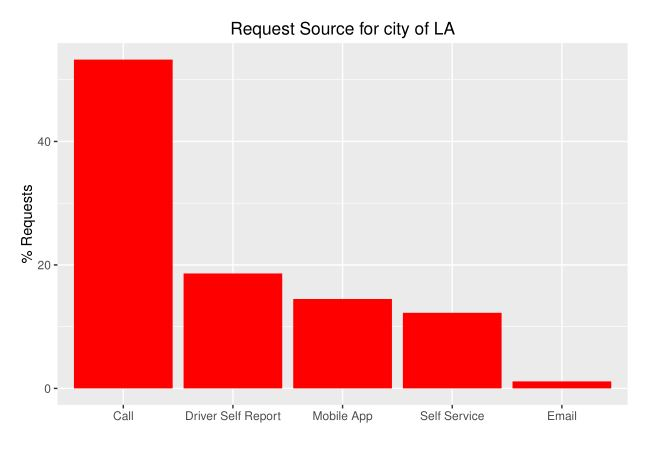 Request Source for city of LA
% Requests
40
20
0
Call Driver Self Report Mobile App Self Service Email